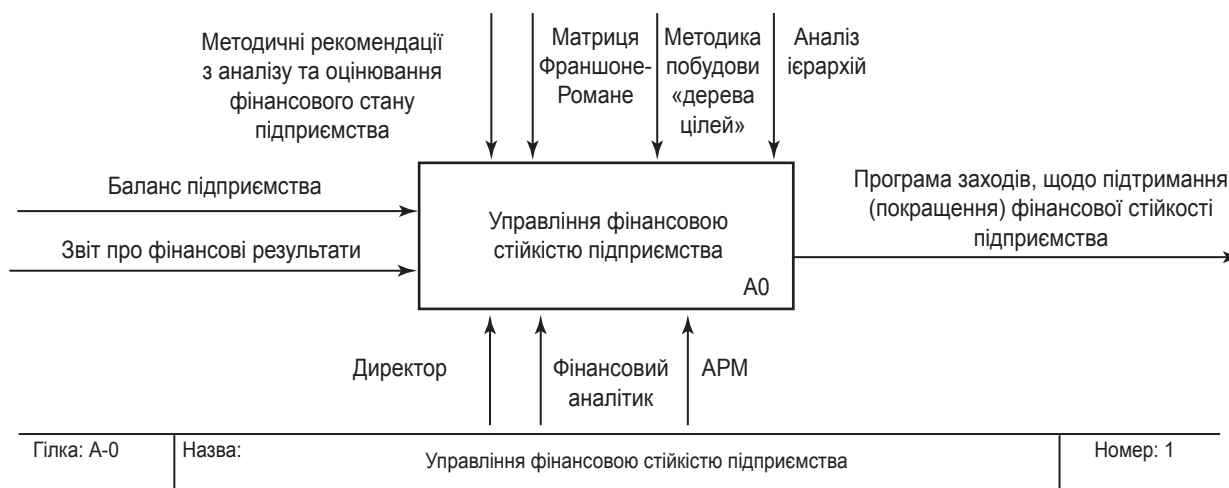 Методичні рекомендації
з аналізу та оцінювання
фінансового стану
підприємства
Матриця
Франшоне-
Романе
Методика
побудови
«дерева
цілей»
Аналіз
ієрархій
Баланс підприємства
Звіт про фінансові результати
Управління фінансовою
стійкістю підприємства
А0
Програма заходів, щодо підтримання
(покращення) фінансової стійкості
підприємства
Директор
Фінансовий
аналітик
АРМ
Гілка: А-0
Назва:
Управління фінансовою стійкістю підприємства
Номер: 1